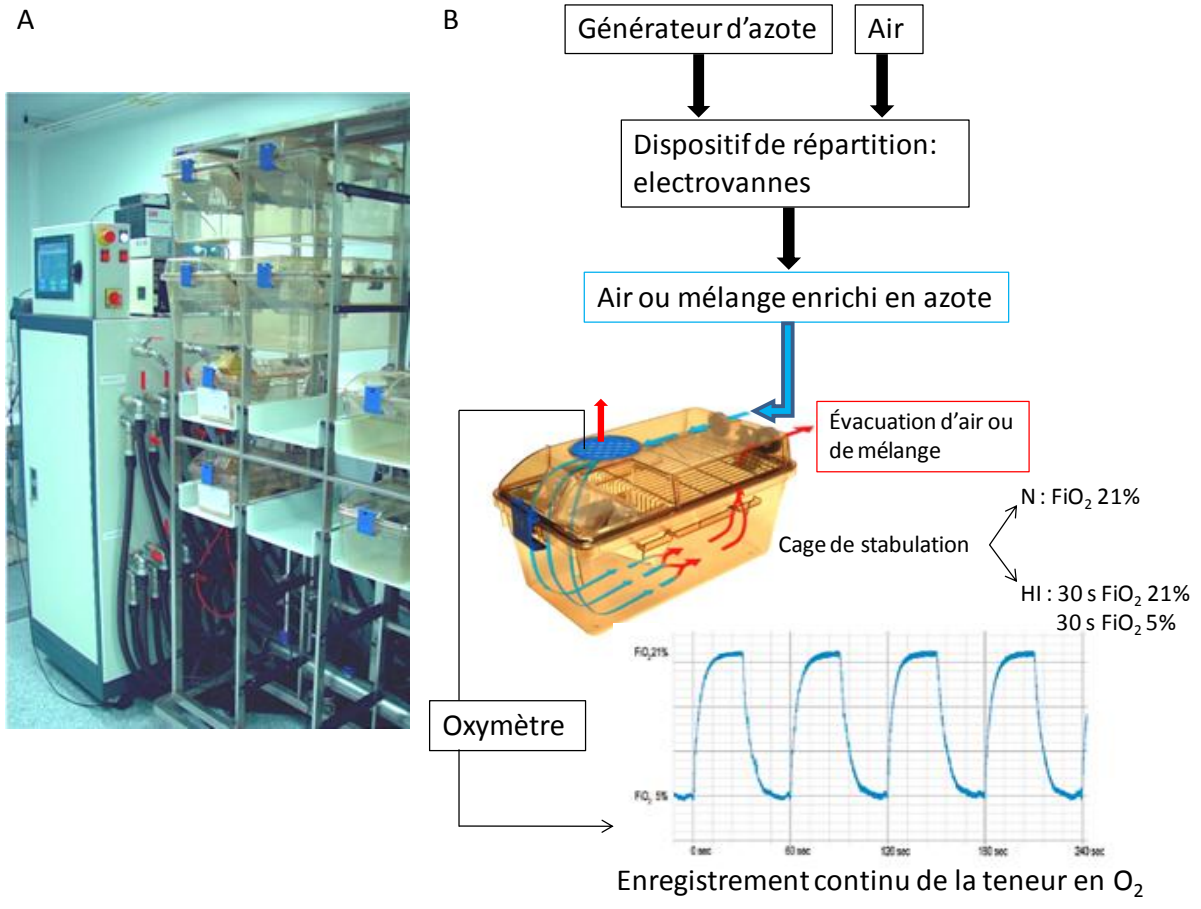 A
B
Générateur d'azote
Air
Dispositif de répartition:
electrovannes
Air ou mélange enrichi en azote
Évacuation d'air ou
de mélange
N : FiO₂ 21%
Cage de stabulation
HI : 30 s FiO₂ 21%
30 s FiO₂ 5%
FiO₂ 21%
Oxymètre
FiO₂ 5%
0 sec
60 sec
120 sec
180 sec
240 sec
Enregistrement continu de la teneur en O₂